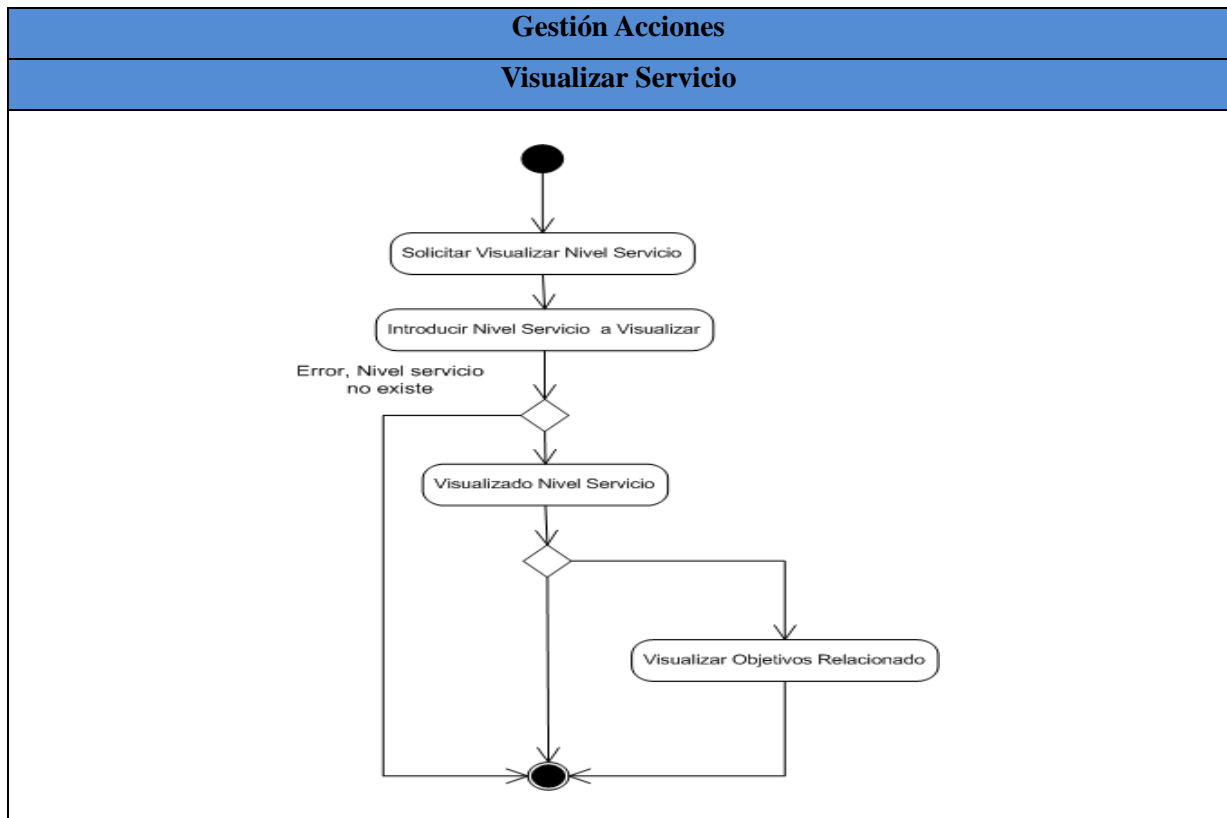 Gestión Acciones
Visualizar Servicio
Solicitar Visualizar Nivel Servicio
Introducir Nivel Servicio a Visualizar
Error, Nivel servicio
no existe
Visualizado Nivel Servicio
Visualizar Objetivos Relacionado